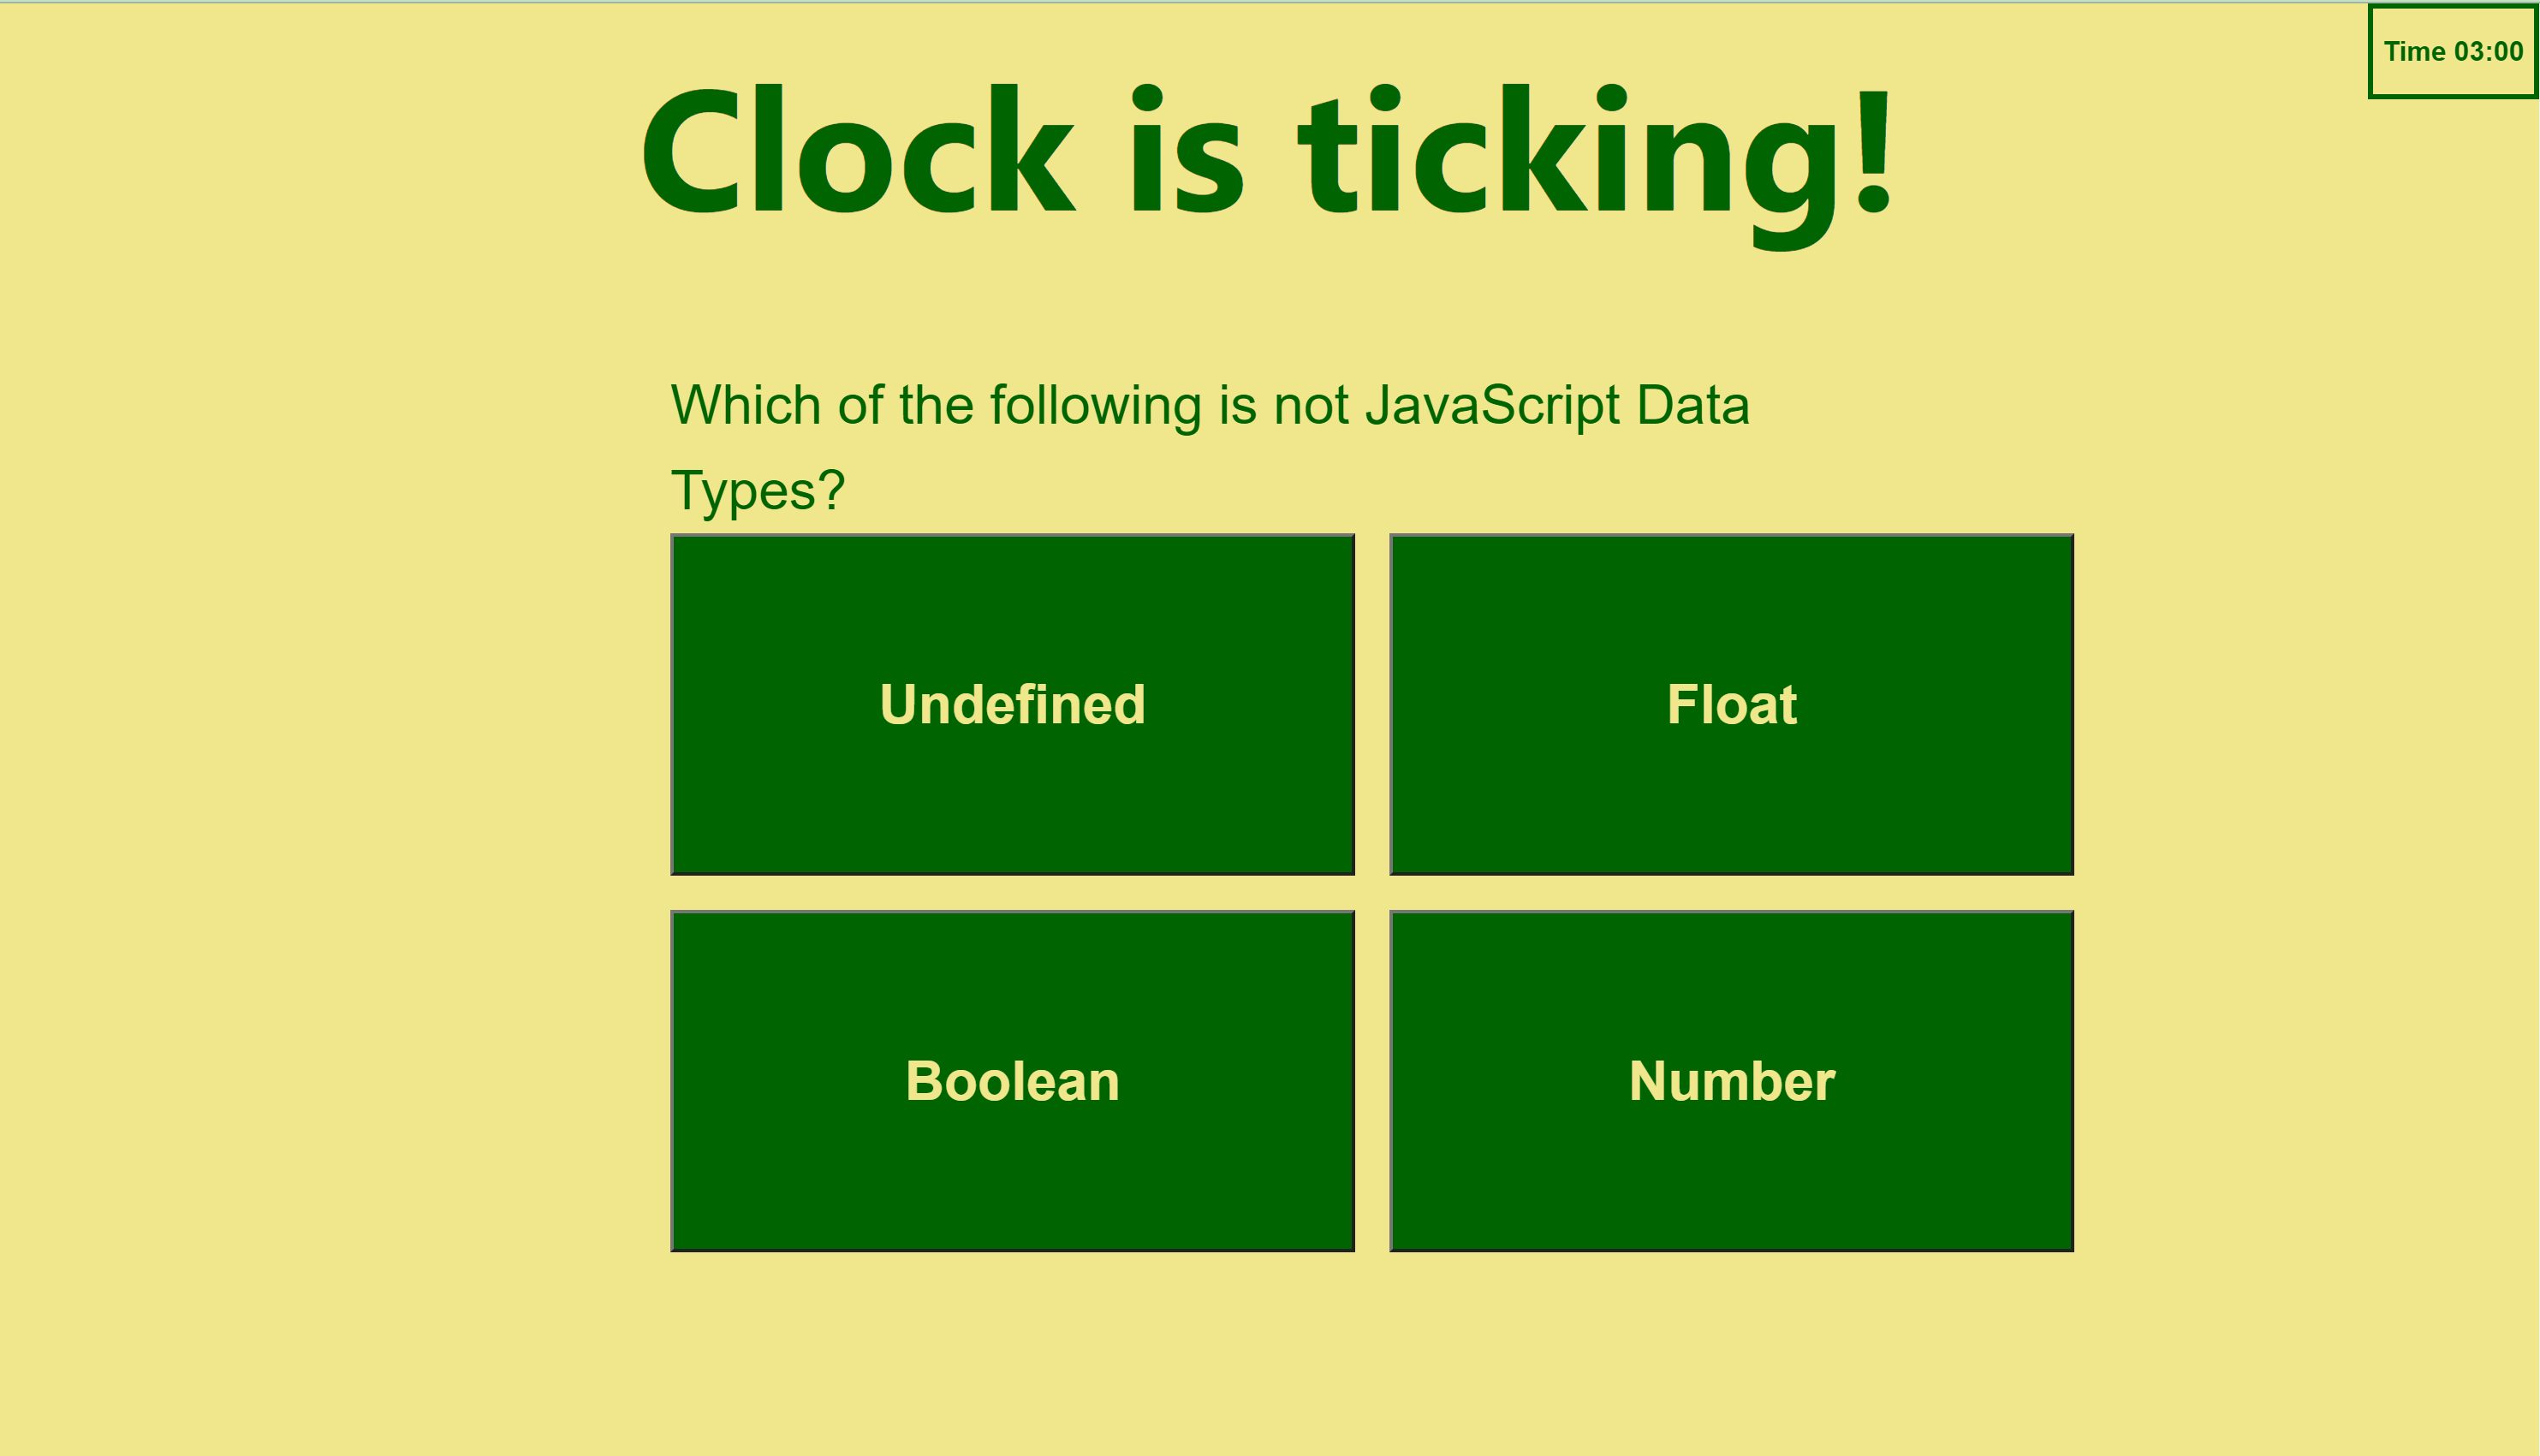 Time 03:00
Clock is ticking!
Which of the following is not JavaScript Data
Types?
Undefined
Float
Boolean
Number